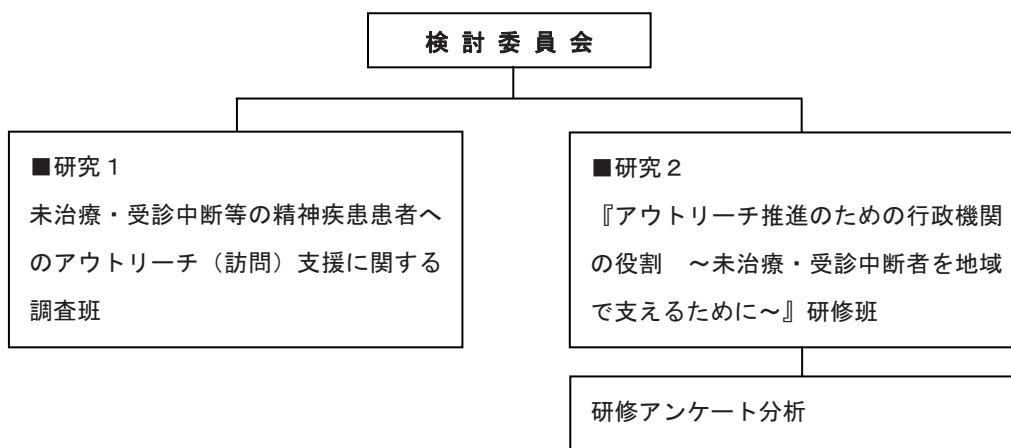 検 討 委 員 会
■研究１
未治療・受診中断等の精神疾患患者へ
のアウトリーチ（訪問）支援に関する
調査班
■研究２
『アウトリーチ推進のための行政機関
の役割　～未治療・受診中断者を地域
で支えるために～』研修班
研修アンケート分析